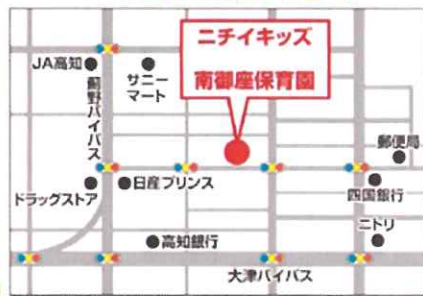 ニチイキッズ
南御座保育園
JA高知
サニー
マート
薊野バイパス
郵便局
ドラッグストア
日産プリンス
四国銀行
ニトリ
高知銀行
大津バイパス